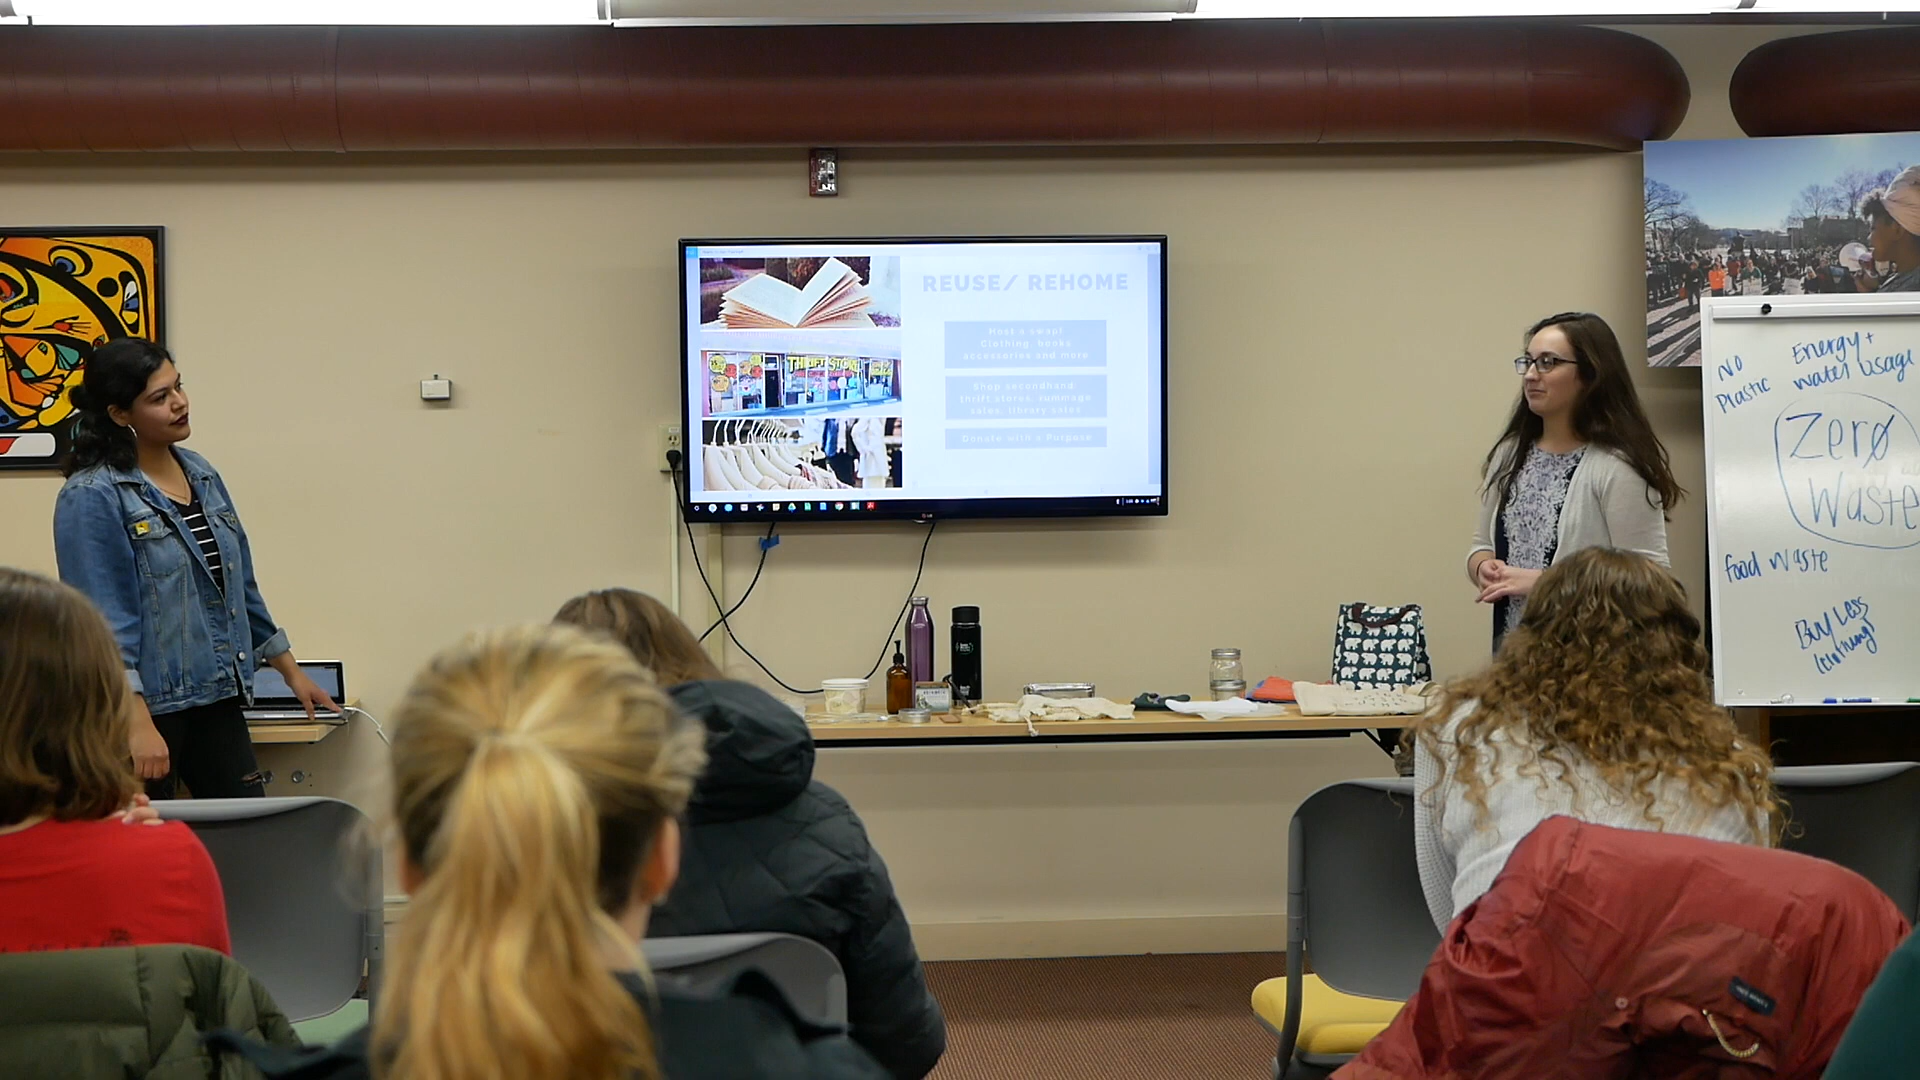 REUSE/ REHOME
Host a swap!
Clothing, books
accessories and more
Shop secondhand:
thrift stores, rummage
sales, library sales
Donate with a Purpose
THRIFT STORE
No
Plastic
Energy +
water Usage
Zero
Waste
food waste
Buy Less
(clothing)